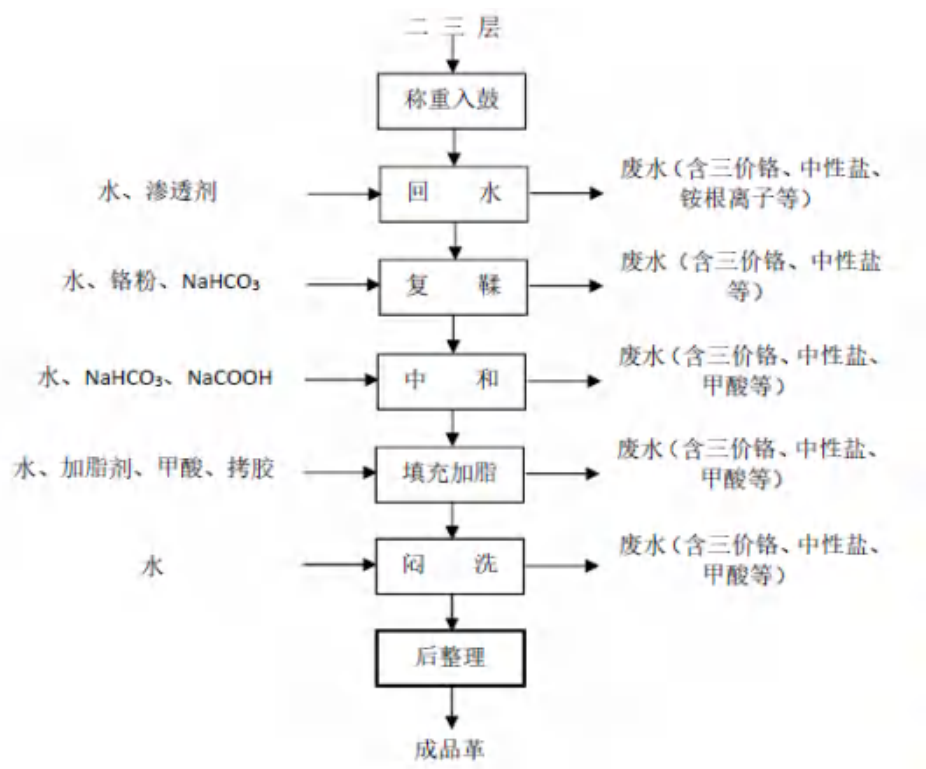 二 三 层
称重入鼓
水、渗透剂
回 水
废水（含三价铬、中性盐、
铵根离子等）
水、铬粉、NaHCO₃
复 鞣
废水（含三价铬、中性盐
等）
水、NaHCO₃、NaCOOH
中 和
废水（含三价铬、中性盐、
甲酸等）
水、加脂剂、甲酸、拷胶
填充加脂
废水（含三价铬、中性盐、
甲酸等）
水
闷 洗
废水（含三价铬、中性盐、
甲酸等）
后整理
成品革